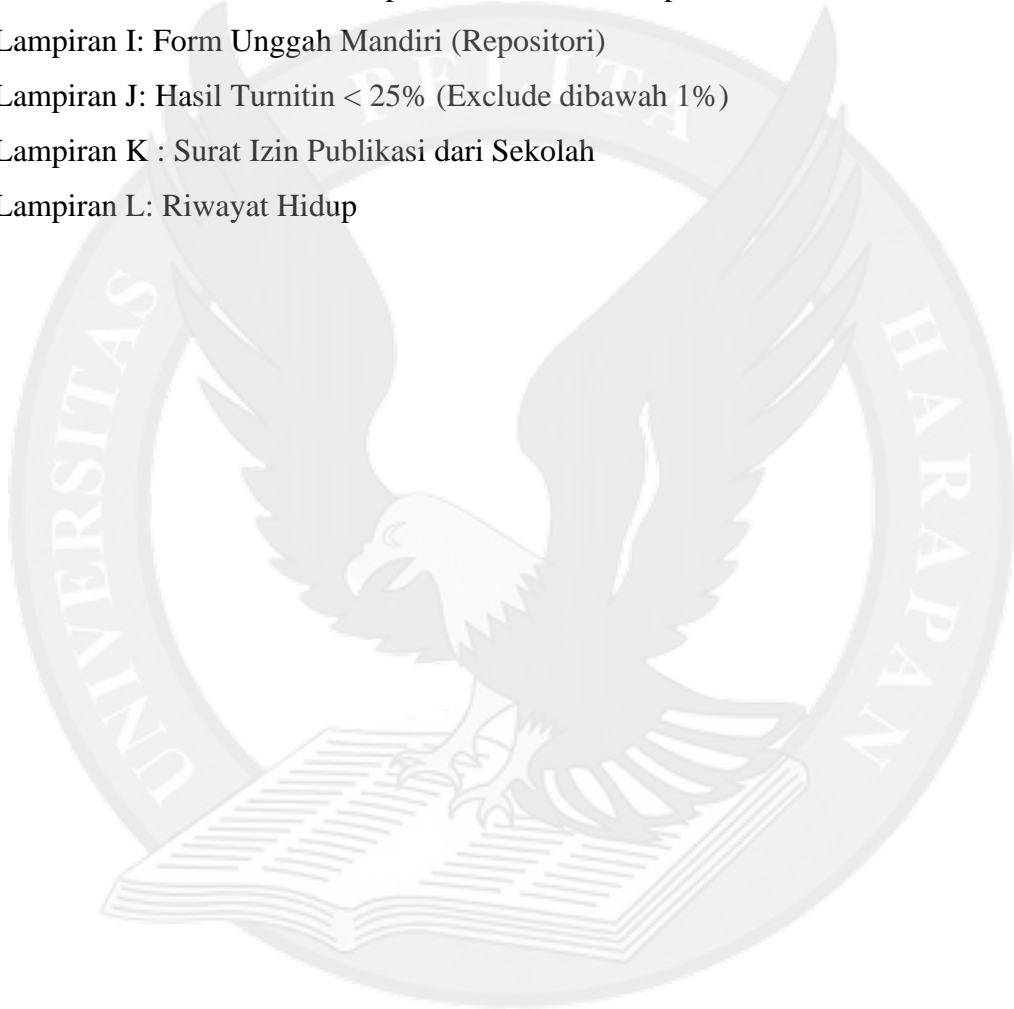 Lampiran I: Form Unggah Mandiri (Repositori)
Lampiran J: Hasil Turnitin < 25% (Exclude dibawah 1%)
Lampiran K : Surat Izin Publikasi dari Sekolah
Lampiran L: Riwayat Hidup
UNIVERSITAS PELITA HARAPAN